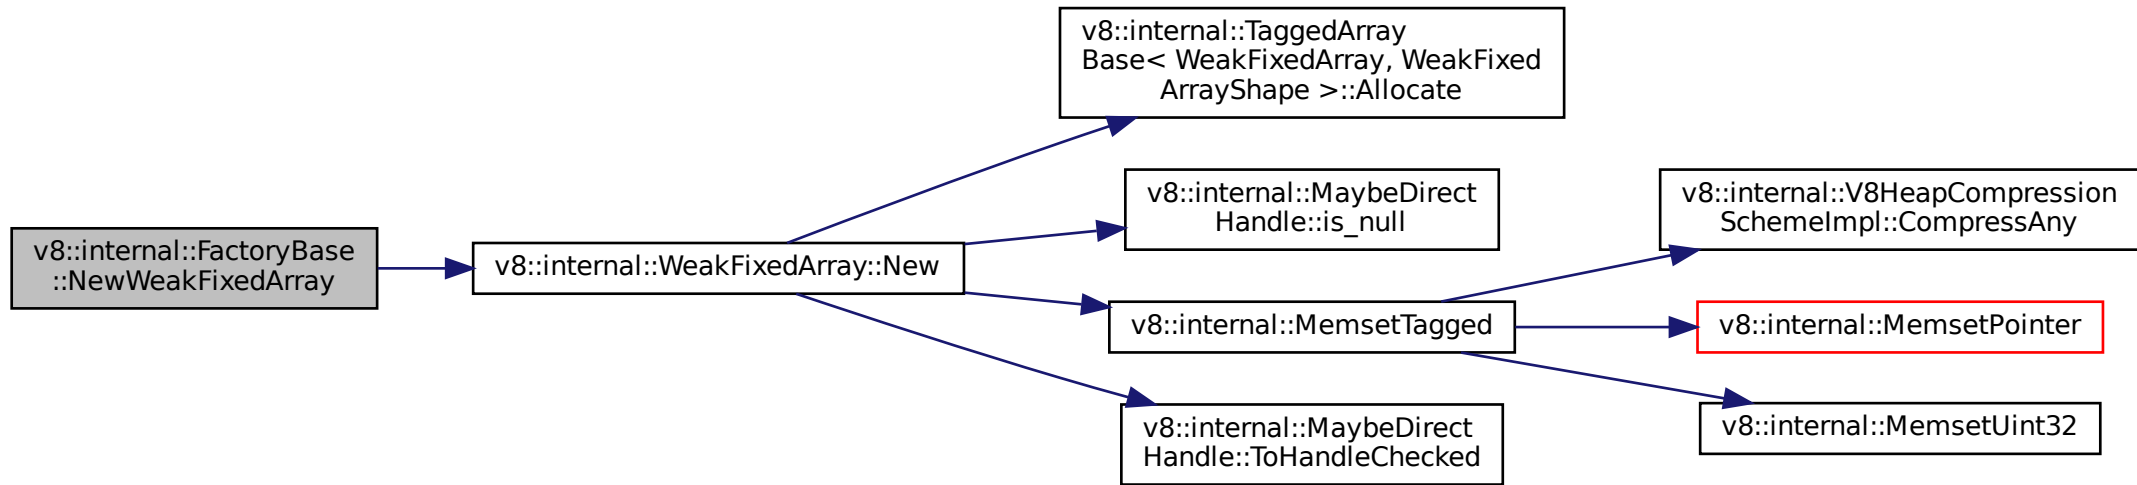 v8::internal::FactoryBase
::NewWeakFixedArray
v8::internal::WeakFixedArray::New
v8::internal::TaggedArray
Base< WeakFixedArray, WeakFixed
ArrayShape >::Allocate
v8::internal::MaybeDirect
Handle::is_null
v8::internal::MemsetTagged
v8::internal::MaybeDirect
Handle::ToHandleChecked
v8::internal::V8HeapCompression
SchemeImpl::CompressAny
v8::internal::MemsetPointer
v8::internal::MemsetUint32